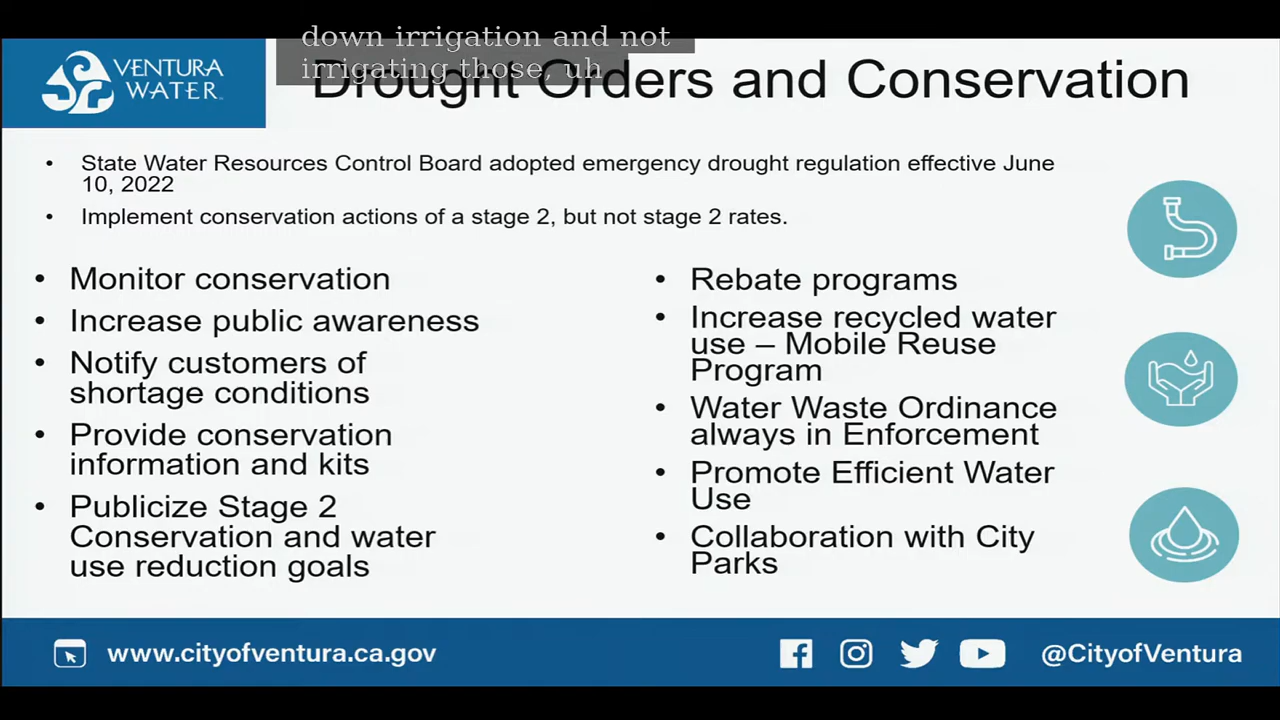 down irrigation and not
irrigating those, uh
VENTURA
WATER
Drought Orders and Conservation
• State Water Resources Control Board adopted emergency drought regulation effective June
10, 2022
• Implement conservation actions of a stage 2, but not stage 2 rates.
• Monitor conservation
• Increase public awareness
• Notify customers of
shortage conditions
• Provide conservation
information and kits
• Publicize Stage 2
Conservation and water
use reduction goals
• Rebate programs
• Increase recycled water
use – Mobile Reuse
Program
• Water Waste Ordinance
always in Enforcement
• Promote Efficient Water
Use
• Collaboration with City
Parks
www.cityofventura.ca.gov
@CityofVentura